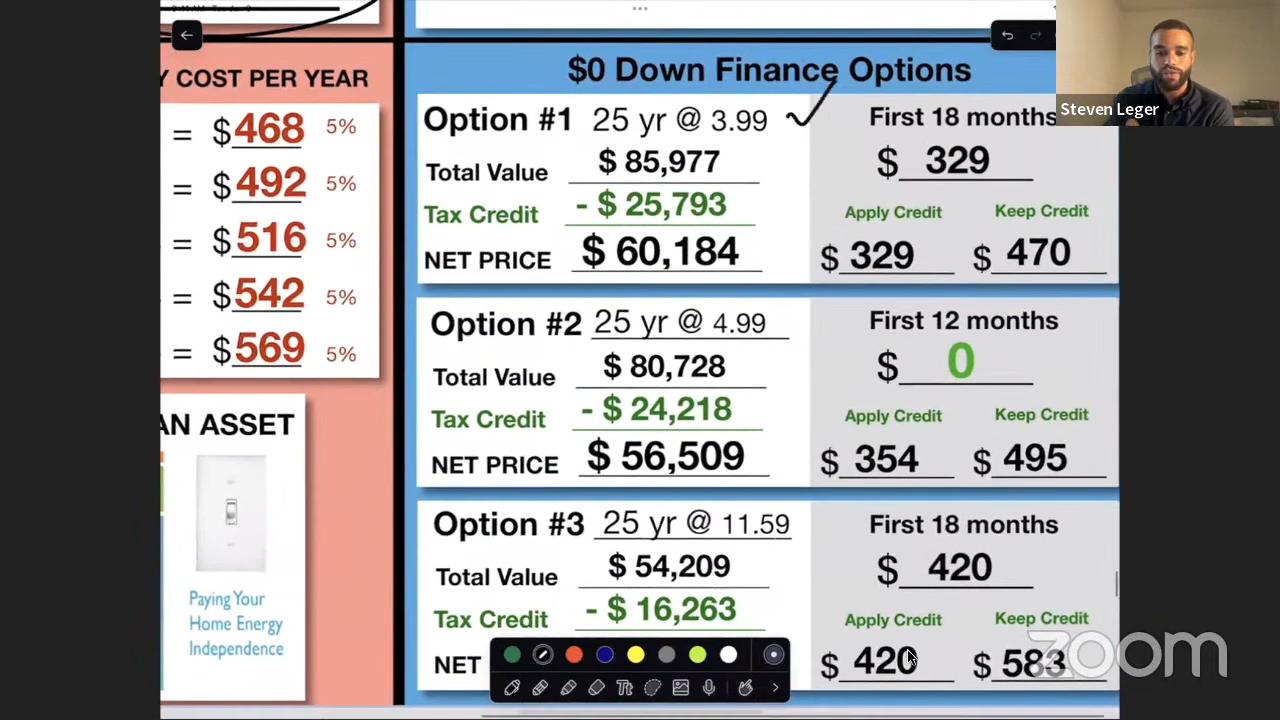 Y COST PER YEAR
= $468 5%
= $492 5%
= $516 5%
= $542 5%
= $569 5%
AN ASSET
Paying Your
Home Energy
Independence
$0 Down Finance Options
Option #1 25 yr @ 3.99
Total Value $ 85,977
Tax Credit - $ 25,793
NET PRICE $ 60,184
First 18 months
$ 329
Apply Credit Keep Credit
$ 329 $ 470
Option #2 25 yr @ 4.99
Total Value $ 80,728
Tax Credit - $ 24,218
NET PRICE $ 56,509
First 12 months
$ 0
Apply Credit Keep Credit
$ 354 $ 495
Option #3 25 yr @ 11.59
Total Value $ 54,209
Tax Credit - $ 16,263
NET
First 18 months
$ 420
Apply Credit Keep Credit
$ 420 $ 583
Steven Leger
zoom